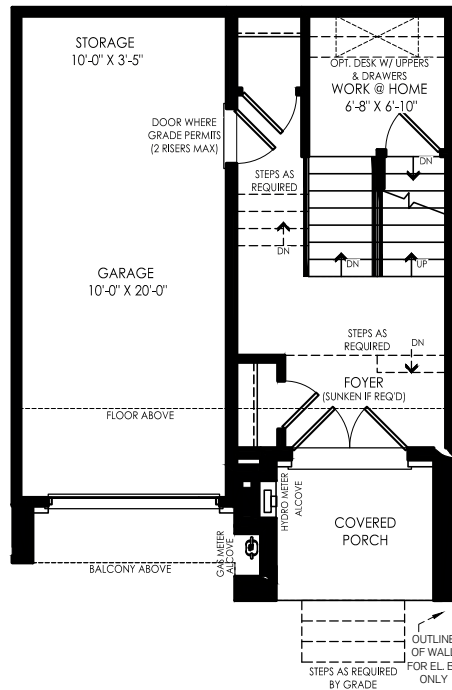 STORAGE
10'-0" X 3'-5"
OPT. DESK W/ UPPERS
& DRAWERS
WORK @ HOME
6'-8" X 6'-10"
DOOR WHERE
GRADE PERMITS
(2 RISERS MAX)
DN
STEPS AS
REQUIRED
DN
DN
UP
GARAGE
10'-0" X 20'-0"
STEPS AS
REQUIRED
DN
FOYER
(SUNKEN IF REQ'D)
FLOOR ABOVE
HYDRO METER
ALCOVE
COVERED
PORCH
GAS METER
ALCOVE
BALCONY ABOVE
OUTLINE
OF WALL
FOR EL. B
ONLY
STEPS AS REQUIRED
BY GRADE